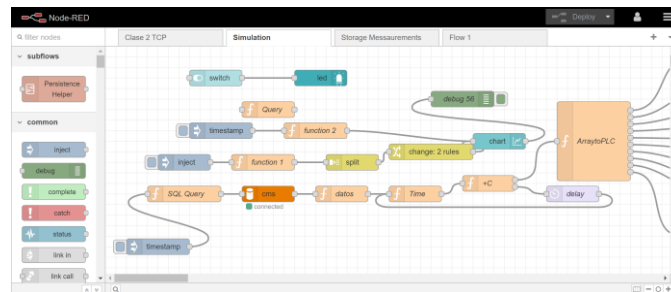 Node-RED
Deploy
filter nodes
Clase 2 TCP
Simulation
Storage Messaurements
Flow 1
subflows
Persistence
Helper
common
inject
debug
complete
catch
status
link in
link call
switch
led
Query
timestamp
function 2
debug 56
chart
ArraytoPLC
inject
function 1
split
change: 2 rules
SQL Query
sms
connected
datos
Time
+C
delay
timestamp